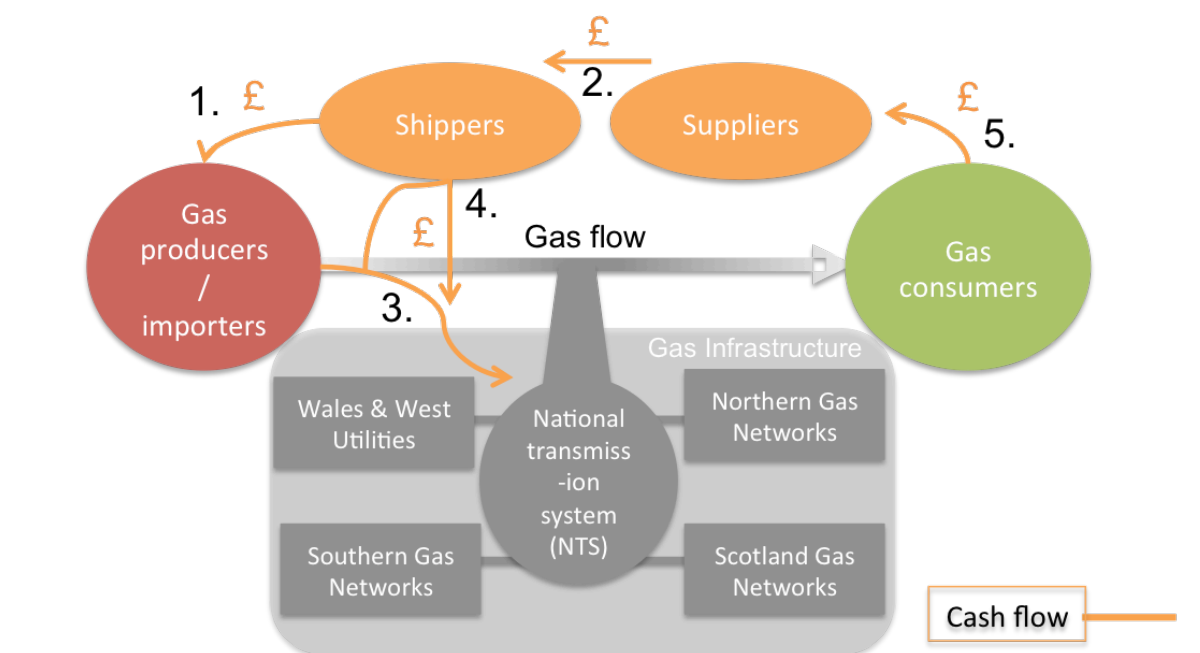 £
2.
1. £
£
5.
Shippers
Suppliers
4.
£
Gas flow
Gas
producers
/
importers
Gas
consumers
3.
Gas Infrastructure
Wales & West
Utilities
National
transmiss
-ion
system
(NTS)
Northern Gas
Networks
Southern Gas
Networks
Scotland Gas
Networks
Cash flow